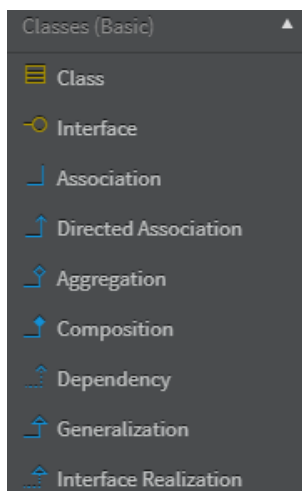 Classes (Basic)
Class
Interface
Association
Directed Association
Aggregation
Composition
Dependency
Generalization
Interface Realization